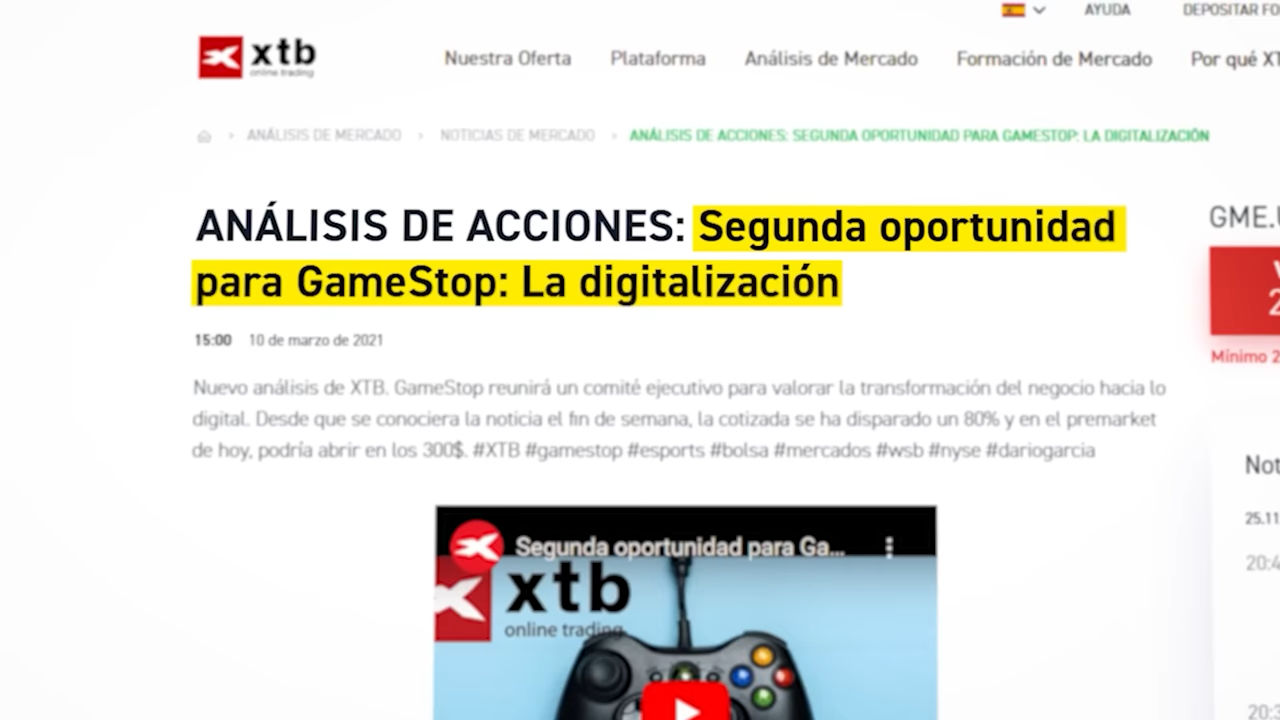 AYUDA
DEPOSITAR FO
xtb
online trading
Nuestra Oferta
Plataforma
Análisis de Mercado
Formación de Mercado
Por qué XT
ANÁLISIS DE MERCADO
NOTICIAS DE MERCADO
ANÁLISIS DE ACCIONES: SEGUNDA OPORTUNIDAD PARA GAMESTOP: LA DIGITALIZACIÓN
ANÁLISIS DE ACCIONES: Segunda oportunidad
para GameStop: La digitalización
GME.
15:00 10 de marzo de 2021
Mínimo 2
Nuevo análisis de XTB. GameStop reunirá un comité ejecutivo para valorar la transformación del negocio hacia lo
digital. Desde que se conociera la noticia el fin de semana, la cotizada se ha disparado un 80% y en el premarket
de hoy, podría abrir en los 300$. #XTB #gamestop #esports #bolsa #mercados #wsb #nyse #dariogarcia
Not
25.11
20:4
Segunda oportunidad para Ga...
xtb
online trading
20:3